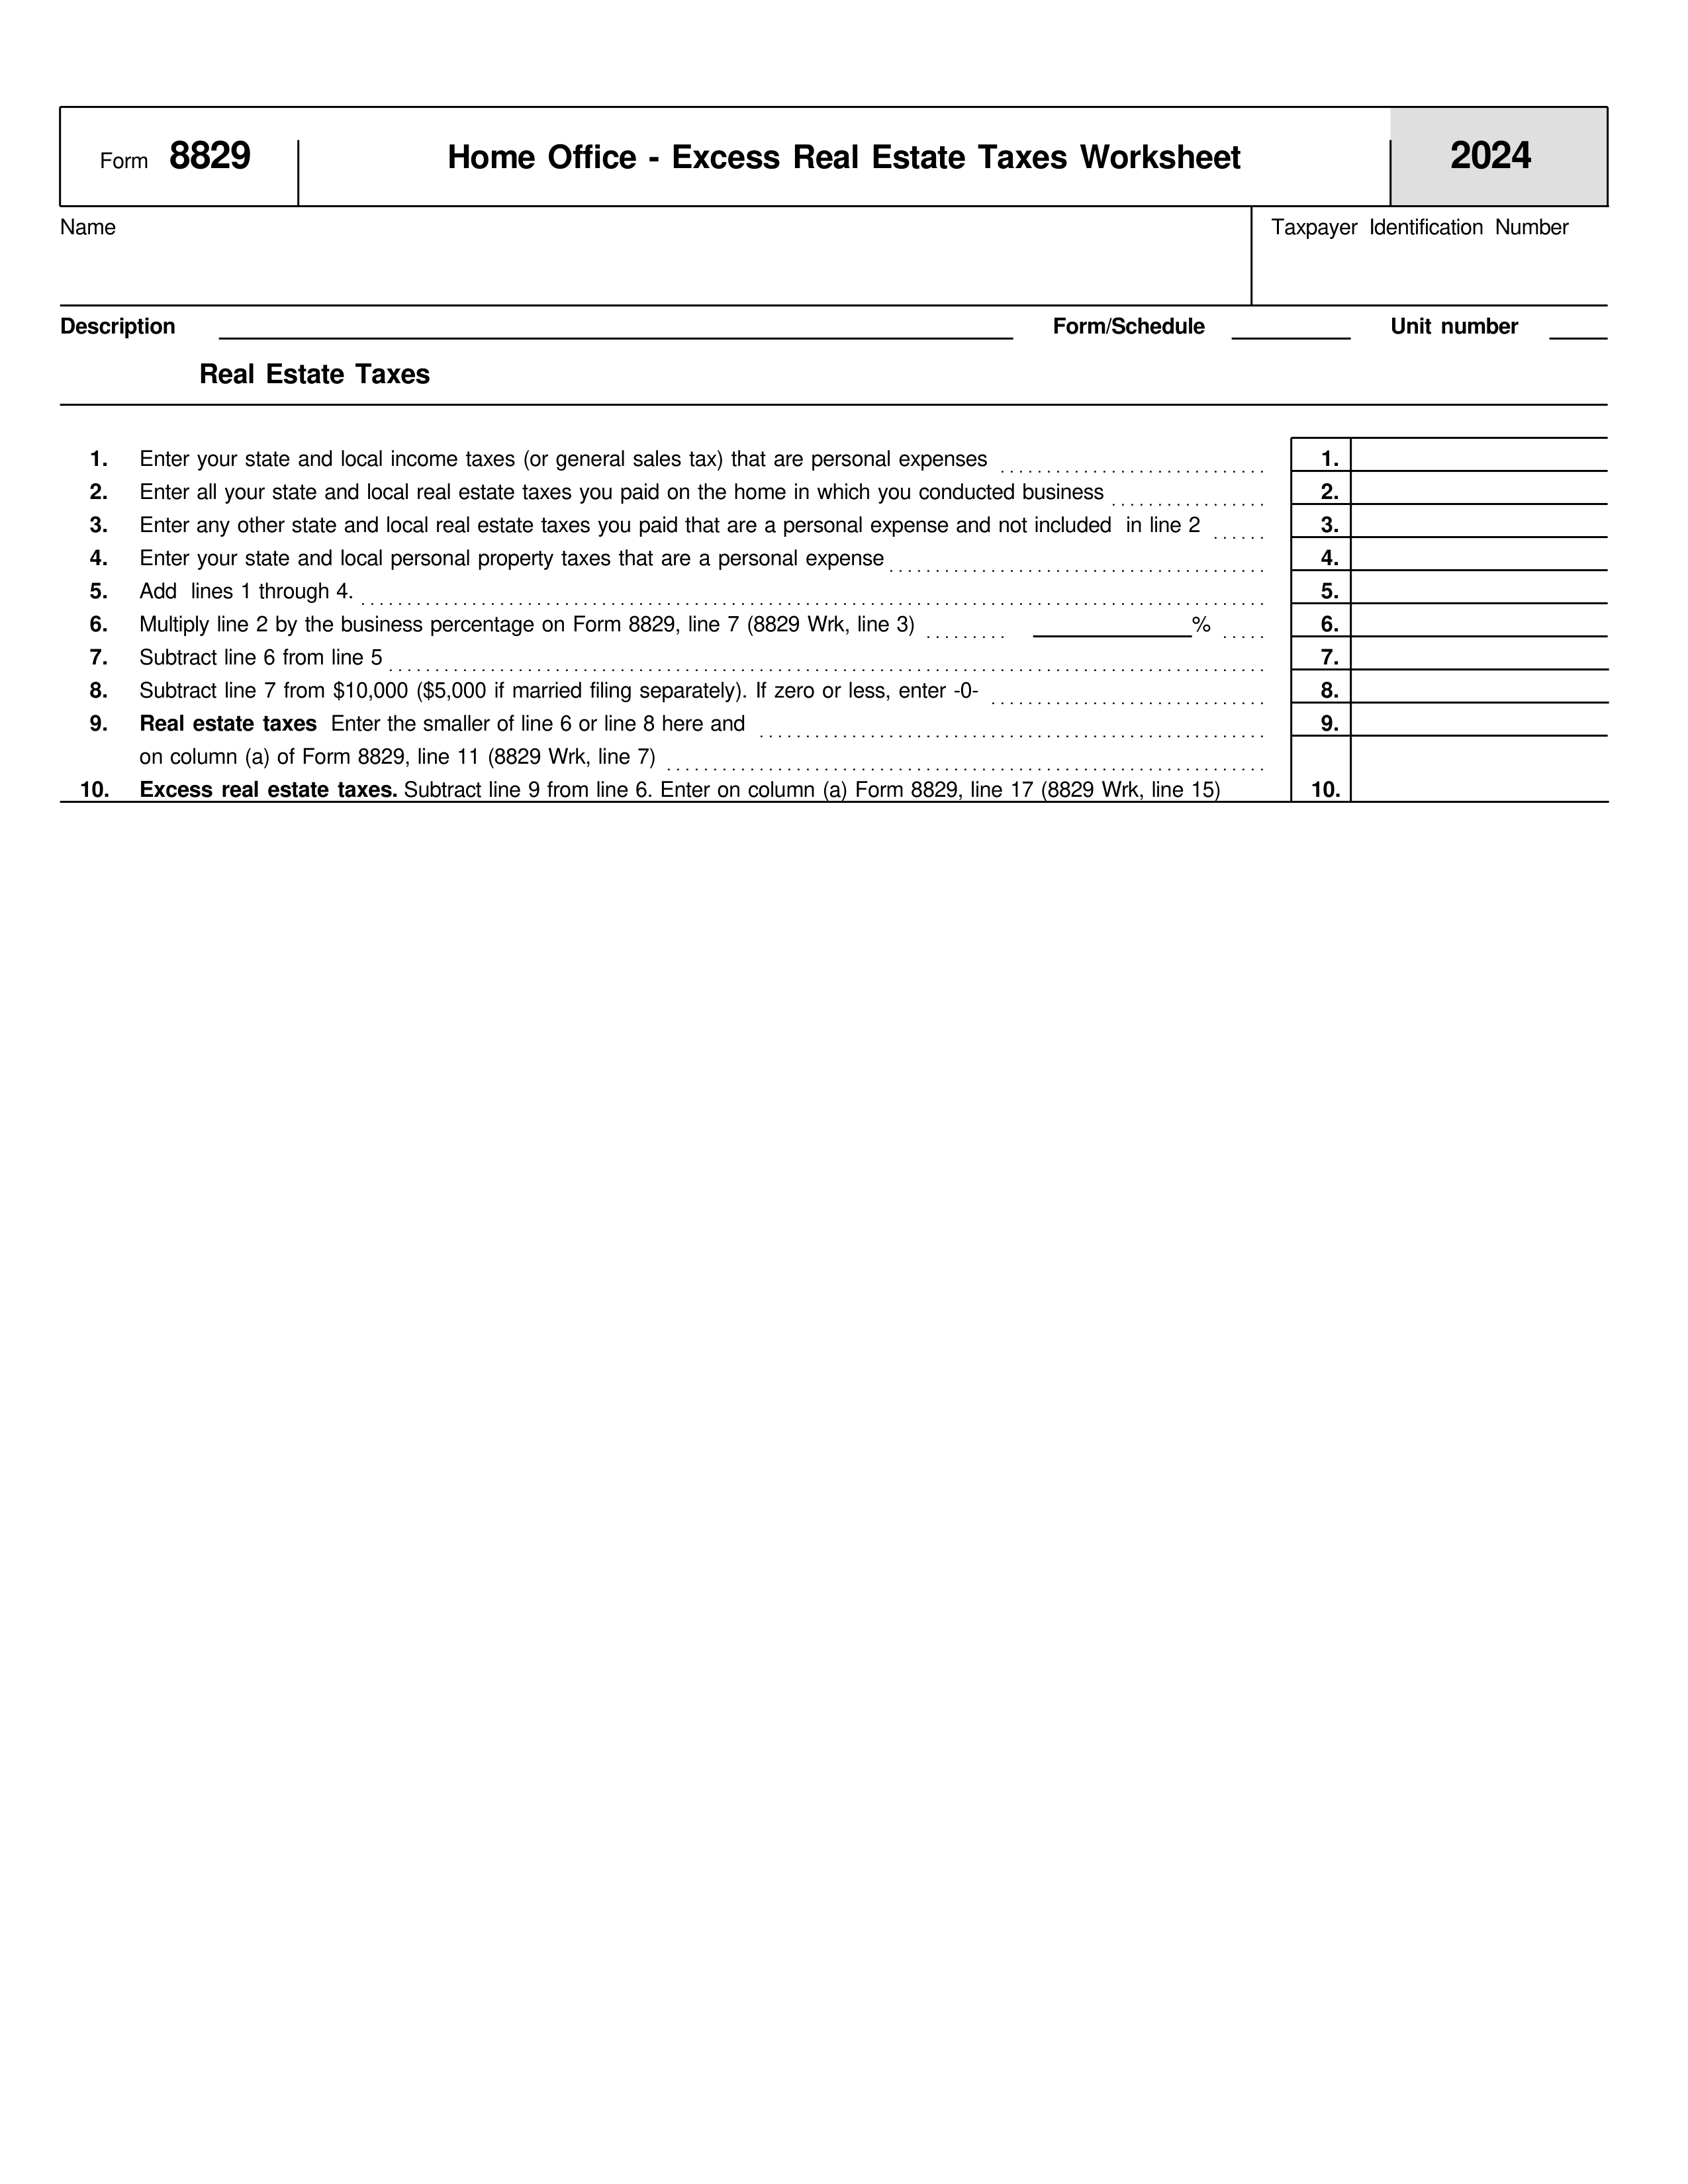 Form 8829 Home Office - Excess Real Estate Taxes Worksheet 2024
Name Taxpayer Identification Number
Description Form/Schedule Unit number
Real Estate Taxes
1. Enter your state and local income taxes (or general sales tax) that are personal expenses 1.
2. Enter all your state and local real estate taxes you paid on the home in which you conducted business 2.
3. Enter any other state and local real estate taxes you paid that are a personal expense and not included in line 2 3.
4. Enter your state and local personal property taxes that are a personal expense 4.
5. Add lines 1 through 4. 5.
6. Multiply line 2 by the business percentage on Form 8829, line 7 (8829 Wrk, line 3) % 6.
7. Subtract line 6 from line 5 7.
8. Subtract line 7 from $10,000 ($5,000 if married filing separately). If zero or less, enter -0- 8.
9. Real estate taxes Enter the smaller of line 6 or line 8 here and 9.
on column (a) of Form 8829, line 11 (8829 Wrk, line 7)
10. Excess real estate taxes. Subtract line 9 from line 6. Enter on column (a) Form 8829, line 17 (8829 Wrk, line 15) 10.